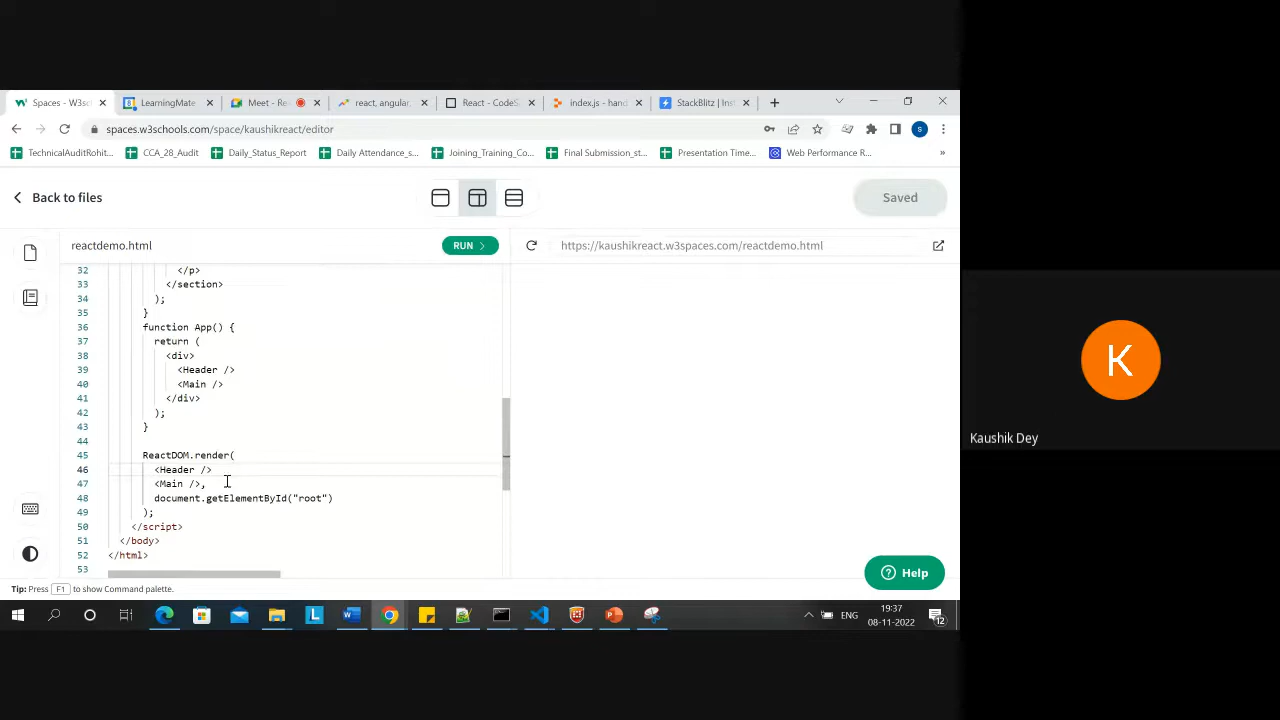 Spaces - W3sc
LearningMate
Meet - Re
react, angular,
React - CodeS
index.js - hand
StackBlitz | Inst
spaces.w3schools.com/space/kaushikreact/editor
S
TechnicalAuditRohit...
CCA_28_Audit
Daily_Status_Report
Daily Attendance_s...
Joining_Training_Co...
Final Submission_st...
Presentation Time...
Web Performance R...
»
Back to files
Saved
reactdemo.html
RUN
https://kaushikreact.w3spaces.com/reactdemo.html
32 </p>
33 </section>
34 );
35 }
36 function App() {
37 return (
38 <div>
39 <Header />
40 <Main />
41 </div>
42 );
43 }
44
45 ReactDOM.render(
46 <Header />
47 <Main />,
48 document.getElementById("root")
49 );
50 </script>
51 </body>
52 </html>
53
Help
Tip: Press F1 to show Command palette.
ENG
19:37
08-11-2022
12
K
Kaushik Dey